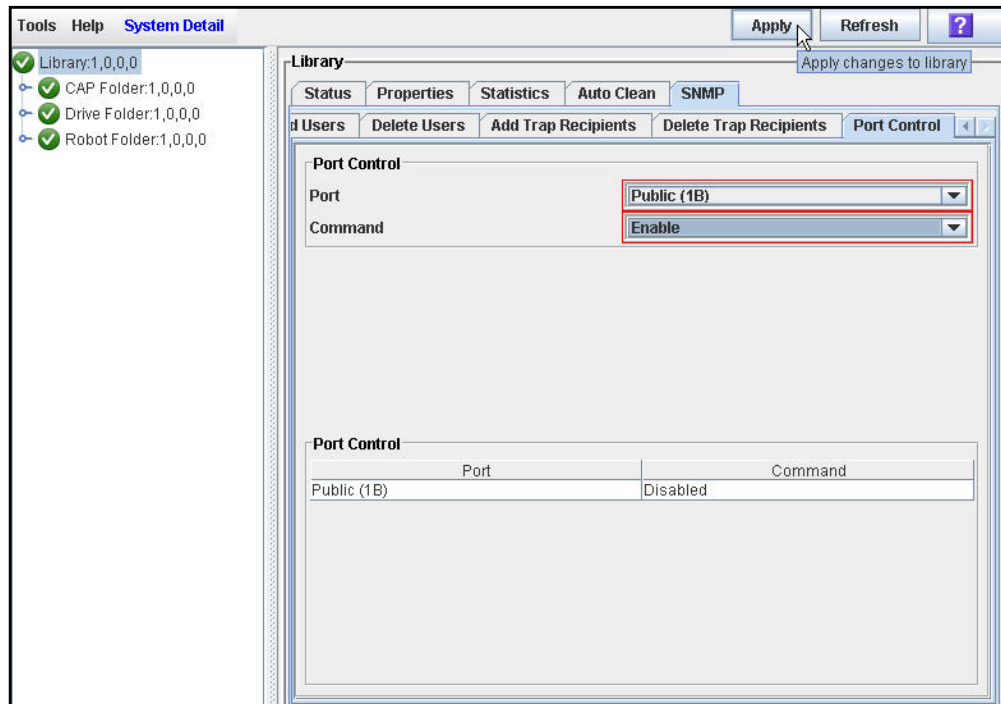 Tools Help System Detail
Apply Refresh ?
Apply changes to library
Library:1,0,0,0
CAP Folder:1,0,0,0
Drive Folder:1,0,0,0
Robot Folder:1,0,0,0
Library
Status Properties Statistics Auto Clean SNMP
d Users Delete Users Add Trap Recipients Delete Trap Recipients Port Control
Port Control
Port Public (1B)
Command Enable
Port Control
Port Command
Public (1B) Disabled